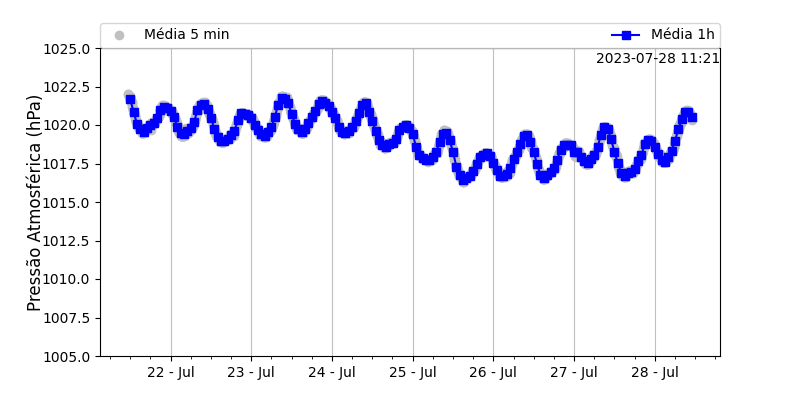 Média 5 min
Média 1h
2023-07-28 11:21
Pressão Atmosférica (hPa)
1025.0
1022.5
1020.0
1017.5
1015.0
1012.5
1010.0
1007.5
1005.0
22 - Jul
23 - Jul
24 - Jul
25 - Jul
26 - Jul
27 - Jul
28 - Jul